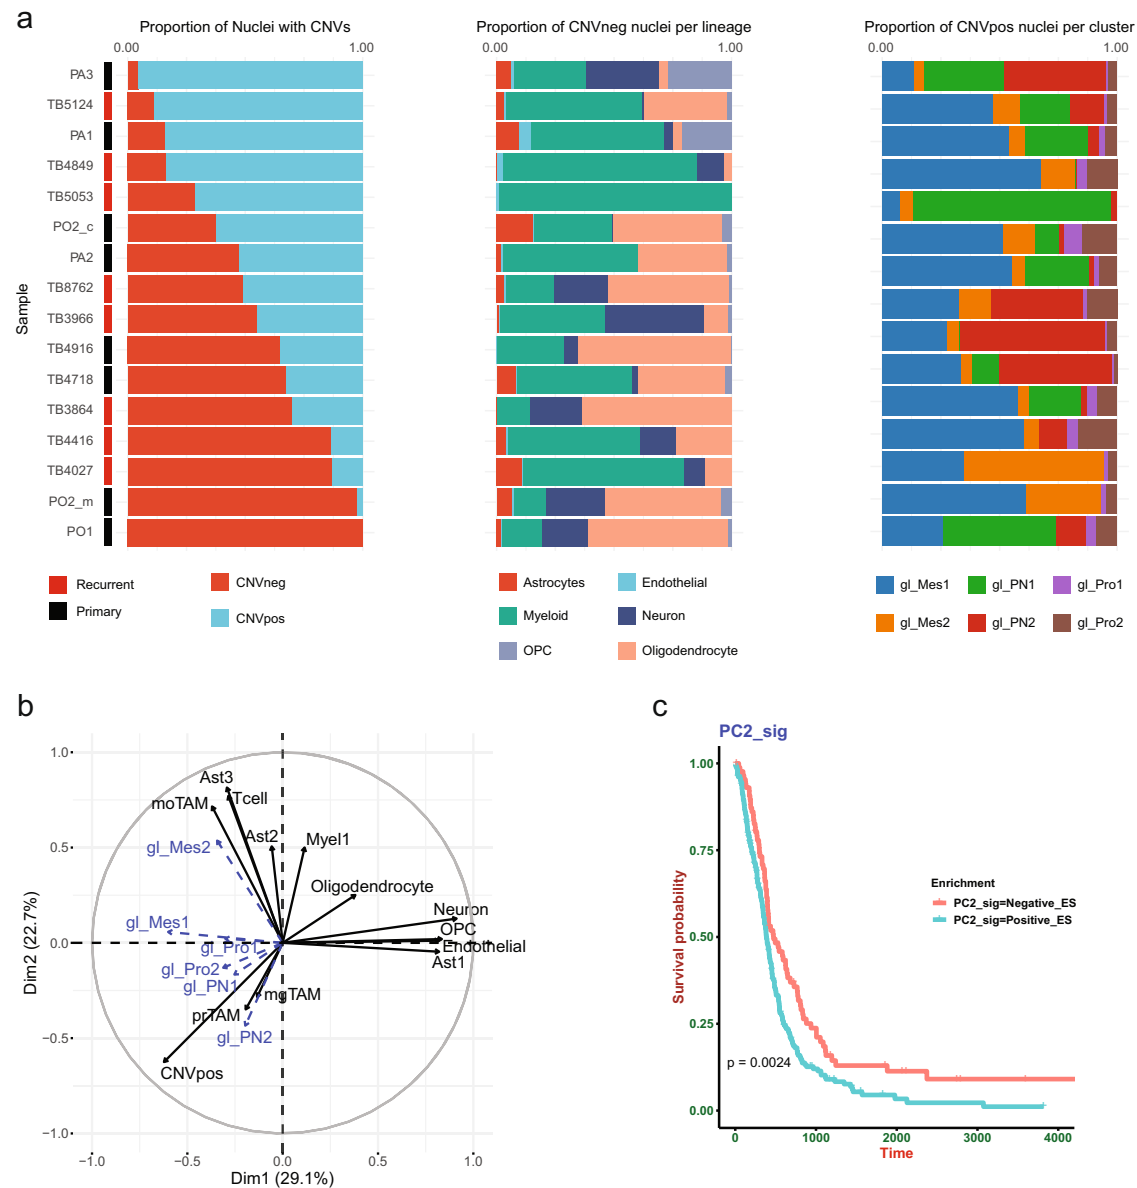 a
Proportion of Nuclei with CNVs
Proportion of CNVneg nuclei per lineage
Proportion of CNVpos nuclei per cluster
0.00 1.00
0.00 1.00
0.00 1.00
Sample
PA3
TB5124
PA1
TB4849
TB5053
PO2_c
PA2
TB8762
TB3966
TB4916
TB4718
TB3864
TB4416
TB4027
PO2_m
PO1
Recurrent
Primary
CNVneg
CNVpos
Astrocytes
Endothelial
Myeloid
Neuron
OPC
Oligodendrocyte
gl_Mes1
gl_PN1
gl_Pro1
gl_Mes2
gl_PN2
gl_Pro2
b
Dim2 (22.7%)
1.0
0.5
0.0
−0.5
−1.0
Ast3
Tcell
moTAM
Ast2
Myel1
gl_Mes2
Oligodendrocyte
Neuron
gl_Mes1
OPC
gl_Pro1
Endothelial
Ast1
gl_Pro2
gl_PN1
mgTAM
prTAM
gl_PN2
CNVpos
−1.0 −0.5 0.0 0.5 1.0
Dim1 (29.1%)
c
PC2_sig
Survival probability
1.00
0.75
0.50
0.25
0.00
Enrichment
PC2_sig=Negative_ES
PC2_sig=Positive_ES
p = 0.0024
0 1000 2000 3000 4000
Time